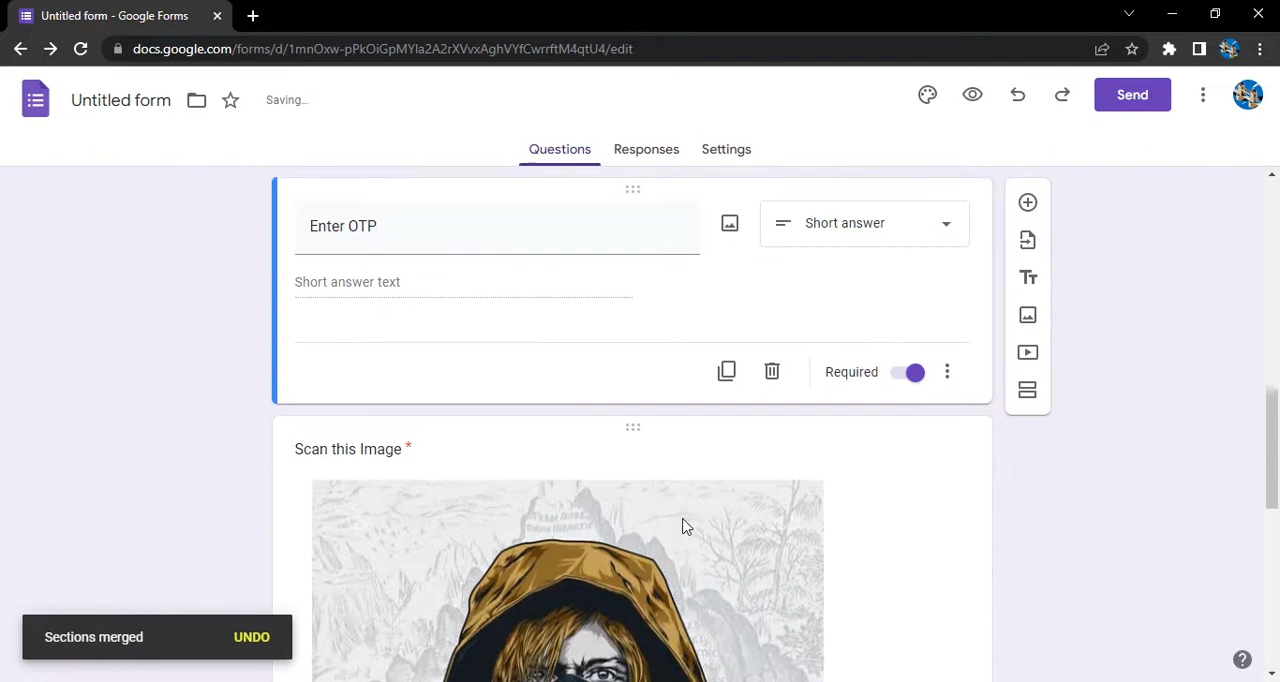 Untitled form - Google Forms
docs.google.com/forms/d/1mnOxw-pPkOiGpMYIa2A2rXVvxAghVYfCwrrftM4qtU4/edit
Untitled form
Saving...
Send
Questions Responses Settings
Enter OTP
Short answer
Short answer text
Required
Scan this Image *
Sections merged UNDO